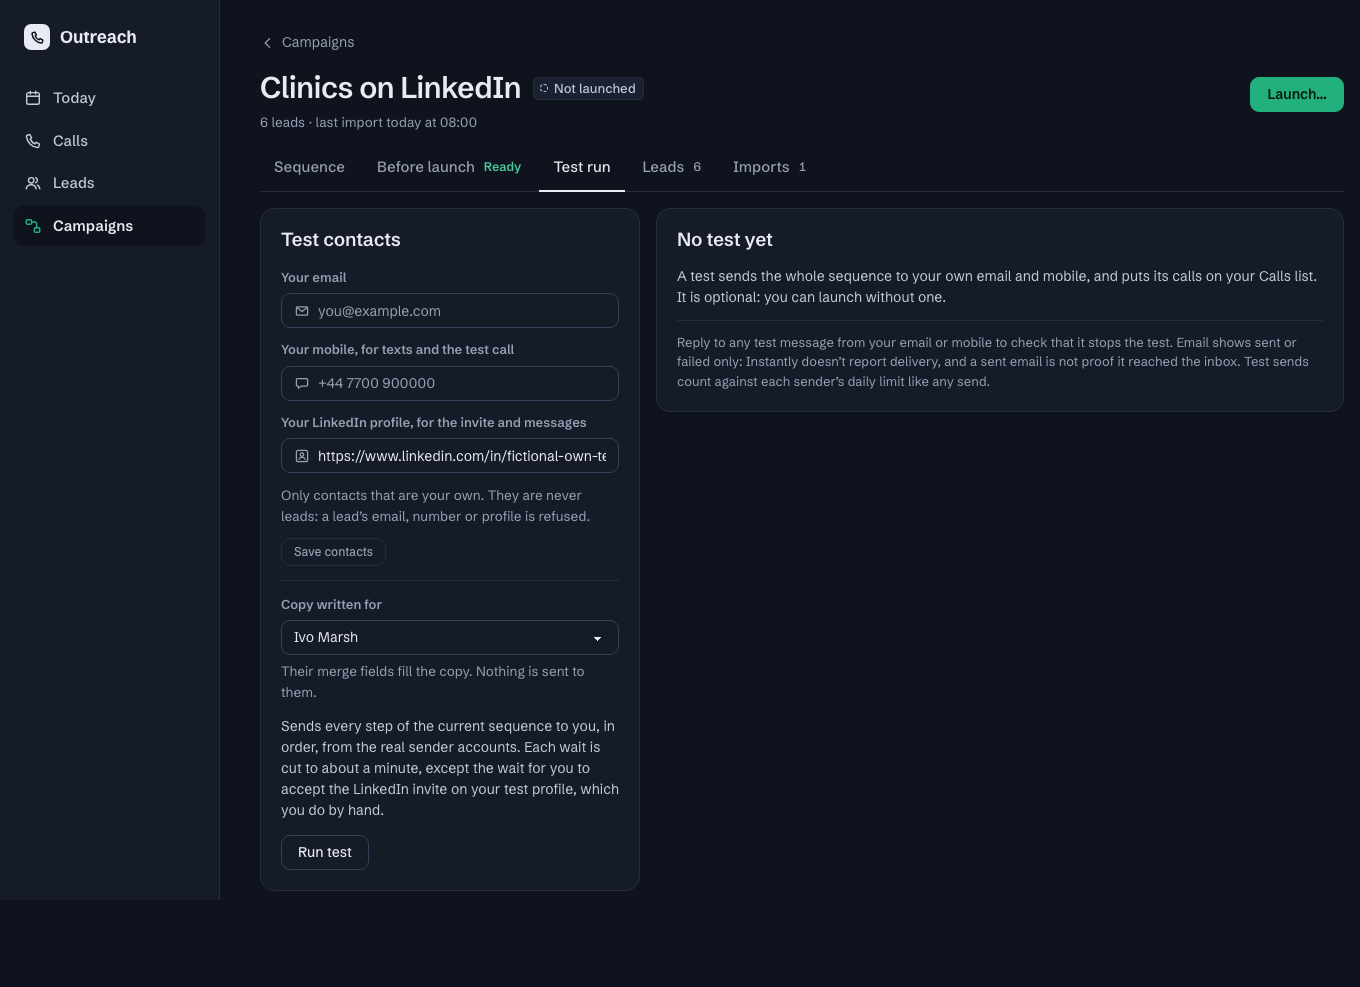 Outreach
Today
Calls
Leads
Campaigns
Campaigns
Clinics on LinkedIn
Not launched
Launch...
6 leads · last import today at 08:00
Sequence
Before launch Ready
Test run
Leads 6
Imports 1
Test contacts
Your email
you@example.com
Your mobile, for texts and the test call
+44 7700 900000
Your LinkedIn profile, for the invite and messages
https://www.linkedin.com/in/fictional-own-te
Only contacts that are your own. They are never
leads: a lead’s email, number or profile is refused.
Save contacts
Copy written for
Ivo Marsh
Their merge fields fill the copy. Nothing is sent to
them.
Sends every step of the current sequence to you, in
order, from the real sender accounts. Each wait is
cut to about a minute, except the wait for you to
accept the LinkedIn invite on your test profile, which
you do by hand.
Run test
No test yet
A test sends the whole sequence to your own email and mobile, and puts its calls on your Calls list.
It is optional: you can launch without one.
Reply to any test message from your email or mobile to check that it stops the test. Email shows sent or
failed only: Instantly doesn’t report delivery, and a sent email is not proof it reached the inbox. Test sends
count against each sender’s daily limit like any send.